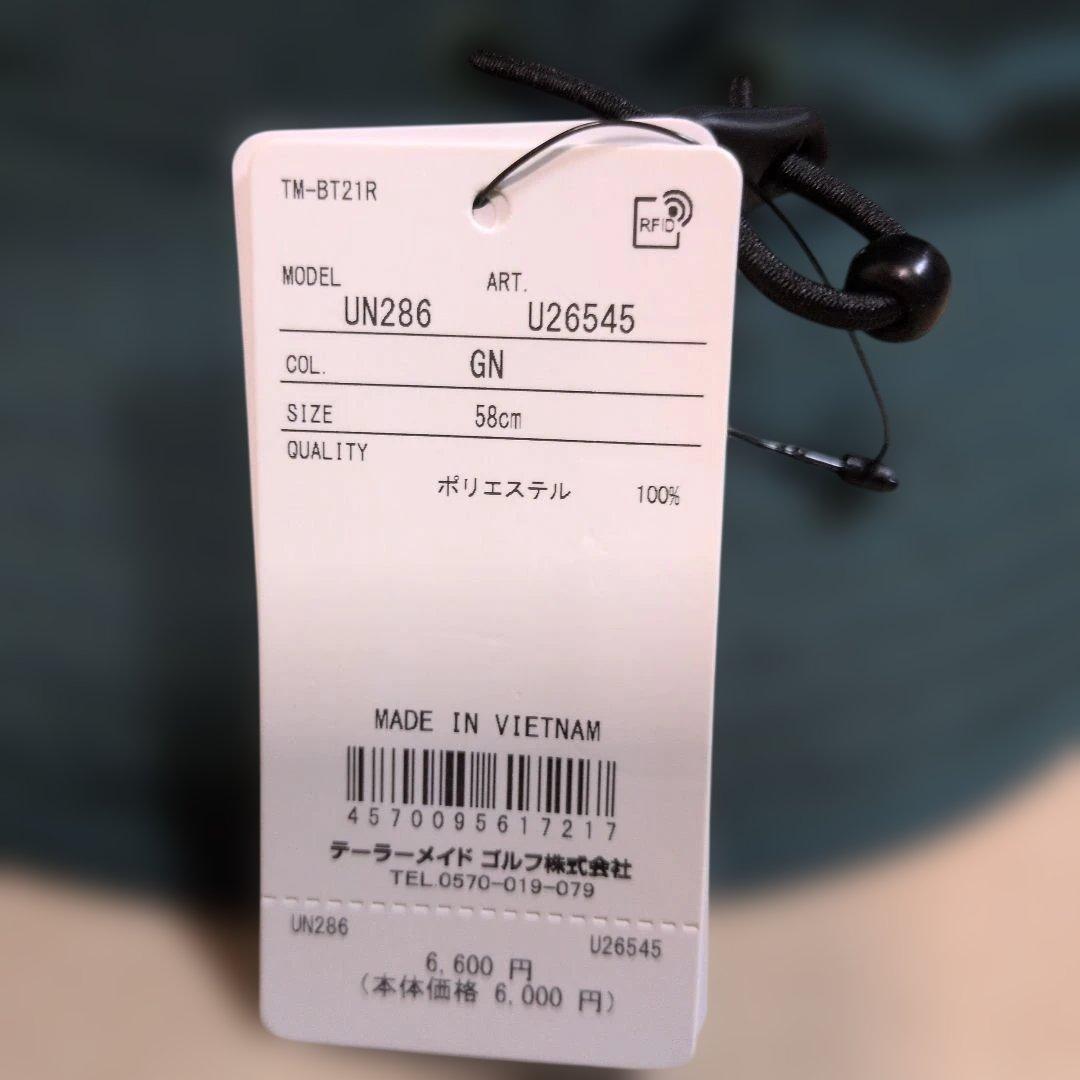 TM-BT21R
RFID
MODEL ART.
UN286 U26545
COL. GN
SIZE 58cm
QUALITY
ポリエステル 100%
MADE IN VIETNAM
4570095617217
テーラーメイド ゴルフ株式会社
TEL.0570-019-079
UN286 U26545
6,600 円
(本体価格 6,000 円)